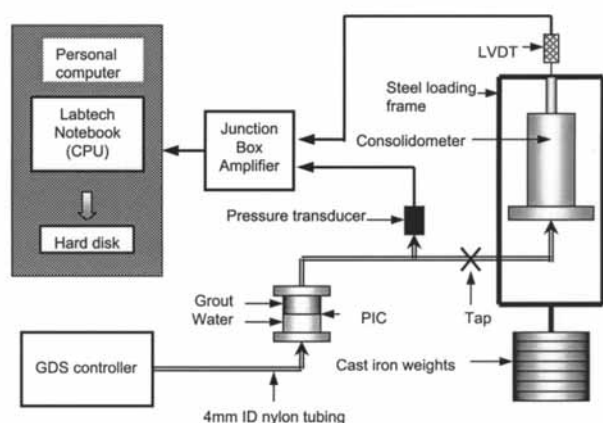 Personal
computer
Labtech
Notebook
(CPU)
Hard disk
Junction
Box
Amplifier
LVDT
Steel loading
frame
Consolidometer
Pressure transducer
Grout
Water
PIC
Tap
GDS controller
Cast iron weights
4mm ID nylon tubing